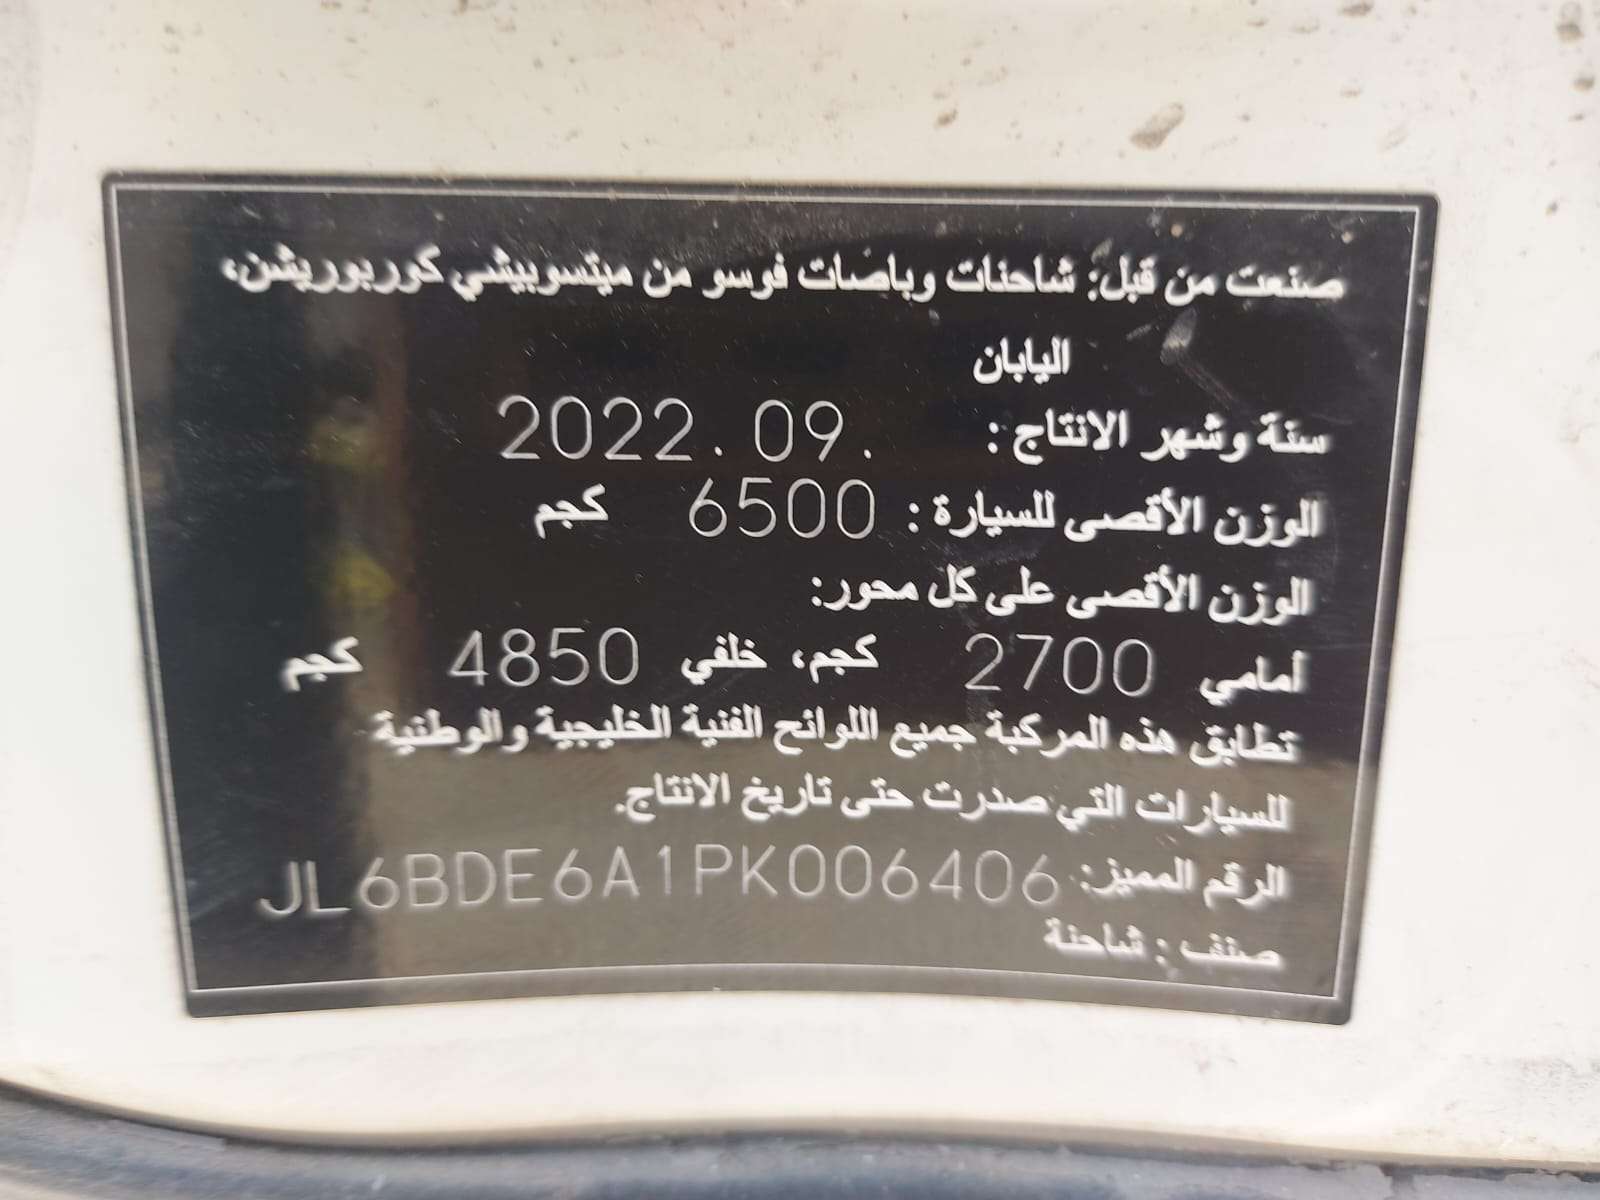 صنعت من قبل: شاحنات وباصات فوسو من ميتسوبيشي كوربوريشن،
اليابان
سنة وشهر الانتاج : 2022.09.
الوزن الأقصى للسيارة : 6500 كجم
الوزن الأقصى على كل محور:
أمامي 2700 كجم، خلفي 4850 كجم
تطابق هذه المركبة جميع اللوائح الفنية الخليجية والوطنية
للسيارات التي صدرت حتى تاريخ الانتاج.
الرقم المميز: JL6BDE6A1PK006406
صنف : شاحنة